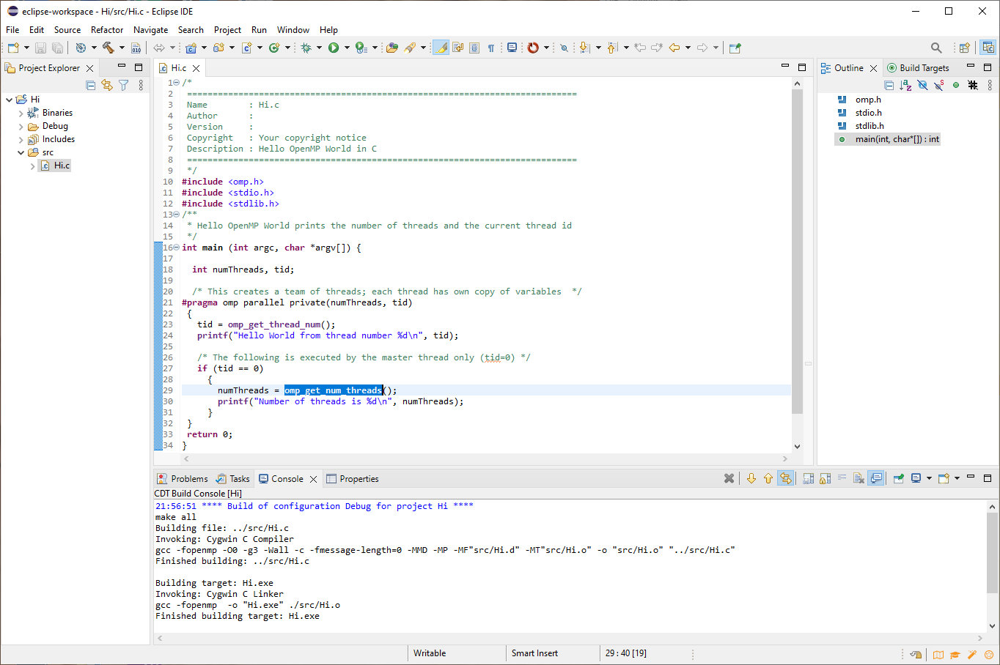 eclipse-workspace - Hi/src/Hi.c - Eclipse IDE
File Edit Source Refactor Navigate Search Project Run Window Help
Project Explorer
Hi
Binaries
Debug
Includes
src
Hi.c
Hi.c
1 /*
2  ============================================================================
3  Name        : Hi.c
4  Author      :
5  Version     :
6  Copyright   : Your copyright notice
7  Description : Hello OpenMP World in C
8  ============================================================================
9  */
10 #include <omp.h>
11 #include <stdio.h>
12 #include <stdlib.h>
13 /**
14  * Hello OpenMP World prints the number of threads and the current thread id
15  */
16 int main (int argc, char *argv[]) {
17
18   int numThreads, tid;
19
20   /* This creates a team of threads; each thread has own copy of variables  */
21 #pragma omp parallel private(numThreads, tid)
22  {
23    tid = omp_get_thread_num();
24    printf("Hello World from thread number %d\n", tid);
25
26    /* The following is executed by the master thread only (tid=0) */
27    if (tid == 0)
28      {
29        numThreads = omp_get_num_threads();
30        printf("Number of threads is %d\n", numThreads);
31      }
32  }
33  return 0;
34 }
Outline Build Targets
omp.h
stdio.h
stdlib.h
main(int, char*[]) : int
Problems Tasks Console Properties
CDT Build Console [Hi]
21:56:51 **** Build of configuration Debug for project Hi ****
make all
Building file: ../src/Hi.c
Invoking: Cygwin C Compiler
gcc -fopenmp -O0 -g3 -Wall -c -fmessage-length=0 -MMD -MP -MF"src/Hi.d" -MT"src/Hi.o" -o "src/Hi.o" "../src/Hi.c"
Finished building: ../src/Hi.c
Building target: Hi.exe
Invoking: Cygwin C Linker
gcc -fopenmp  -o "Hi.exe" ./src/Hi.o
Finished building target: Hi.exe
Writable Smart Insert 29 : 40 [19]